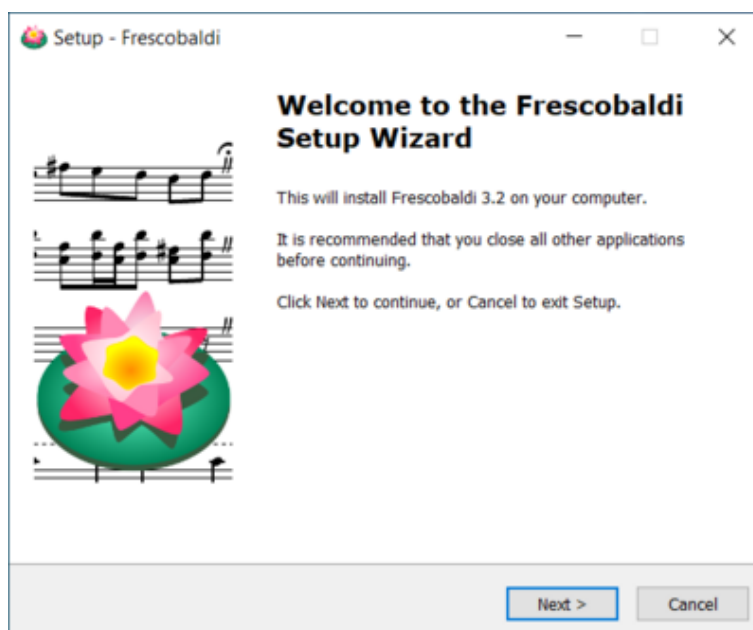 Setup - Frescobaldi
Welcome to the Frescobaldi
Setup Wizard
This will install Frescobaldi 3.2 on your computer.
It is recommended that you close all other applications
before continuing.
Click Next to continue, or Cancel to exit Setup.
Next >
Cancel